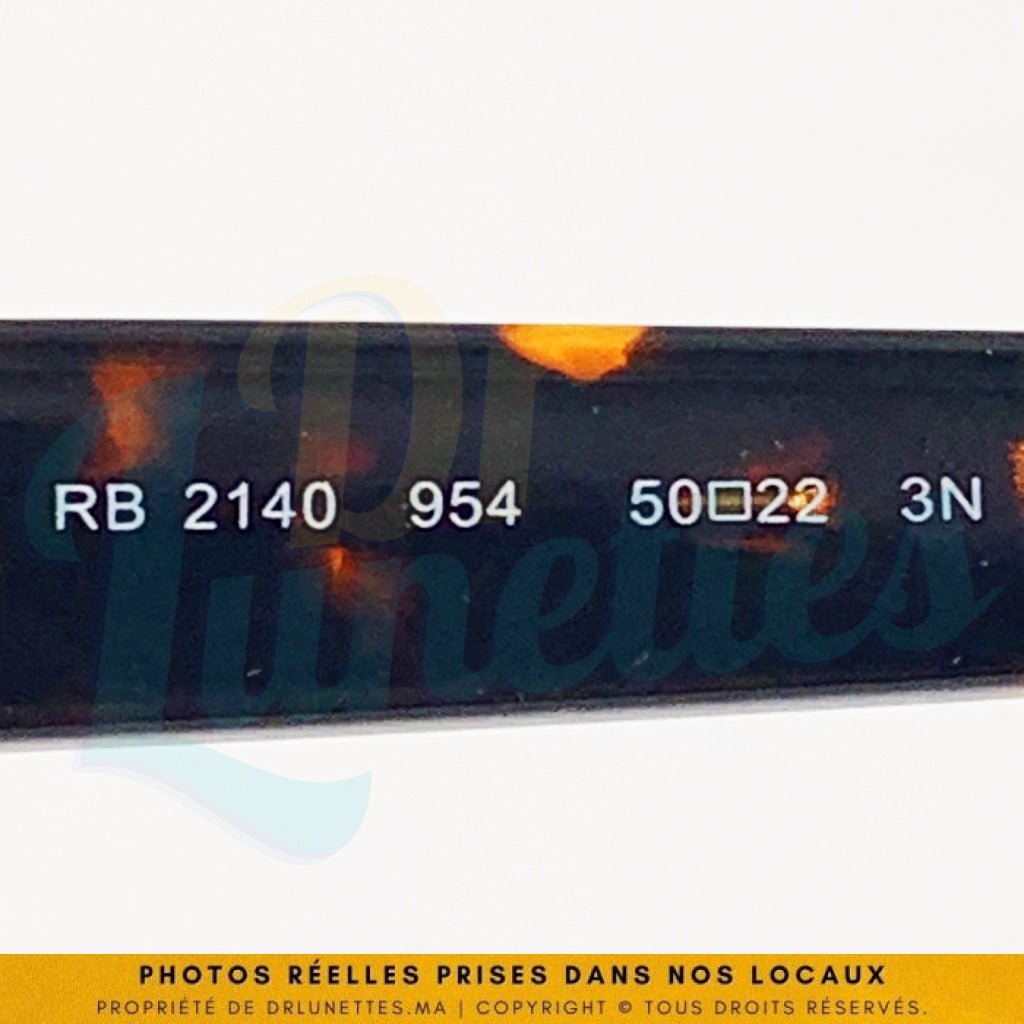 Dr
Lunettes
RB 2140 954 50□22 3N
PHOTOS RÉELLES PRISES DANS NOS LOCAUX
PROPRIÉTÉ DE DRLUNETTES.MA | COPYRIGHT © TOUS DROITS RÉSERVÉS.